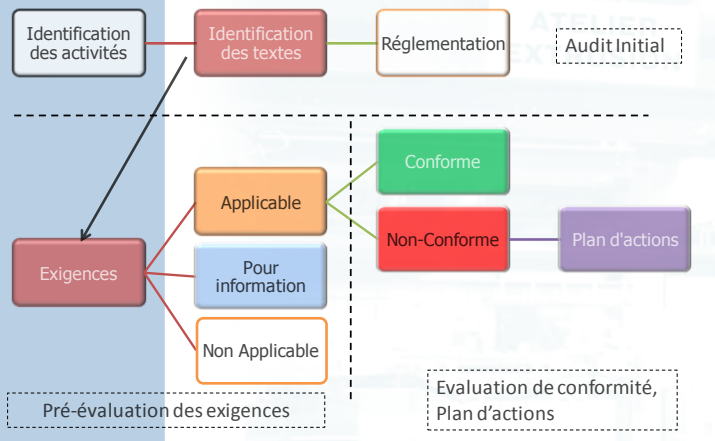 Identification
des activités
Identification
des textes
Réglementation
Audit Initial
ATELIER
Conforme
Applicable
Non-Conforme
Plan d'actions
Exigences
Pour
information
Non Applicable
Pré-évaluation des exigences
Evaluation de conformité,
Plan d'actions